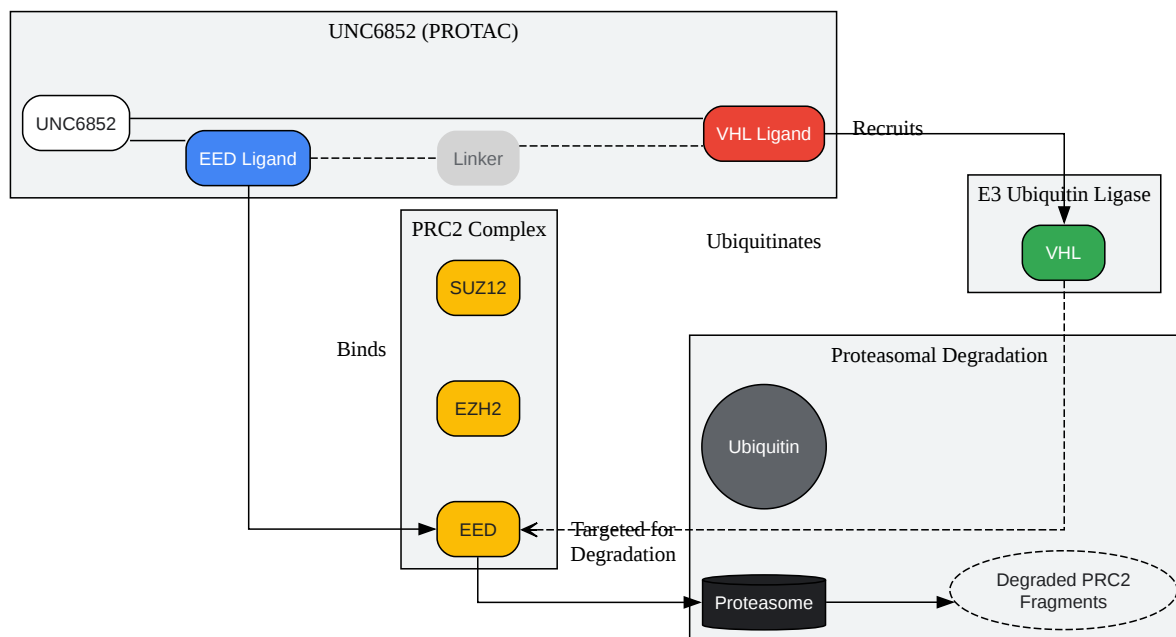 UNC6852 (PROTAC)
UNC6852
EED Ligand
Linker
VHL Ligand
Recruits
E3 Ubiquitin Ligase
VHL
PRC2 Complex
SUZ12
EZH2
EED
Binds
Ubiquitinates
Targeted for
Degradation
Proteasomal Degradation
Ubiquitin
Proteasome
Degraded PRC2
Fragments